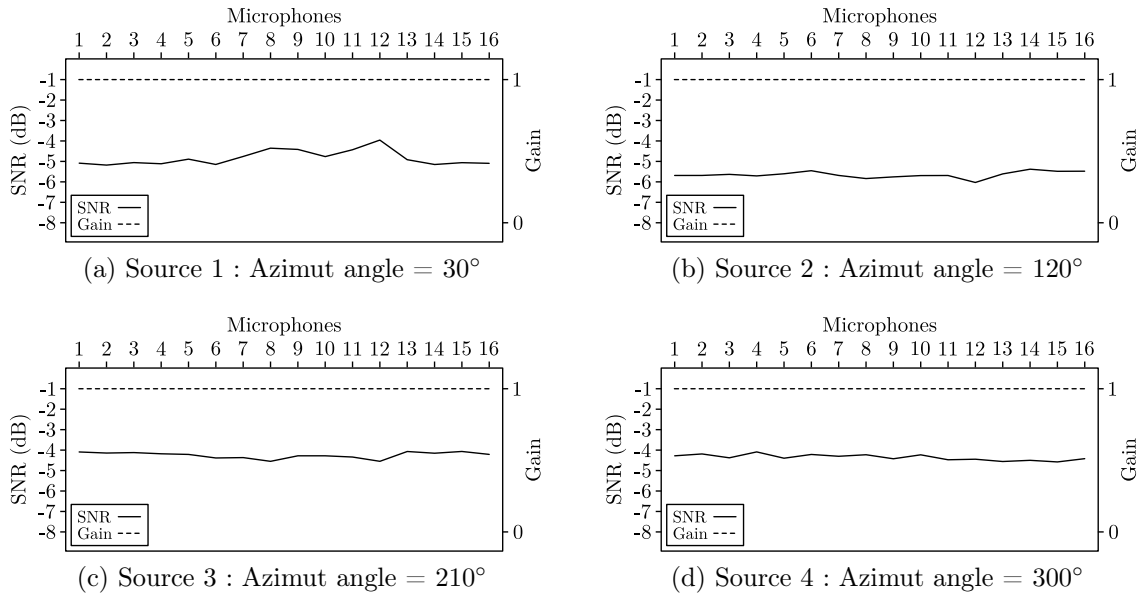 Microphones
1 2 3 4 5 6 7 8 9 10 11 12 13 14 15 16
SNR (dB)
-1
-2
-3
-4
-5
-6
-7
-8
1
0
Gain
SNR
Gain
(a) Source 1 : Azimut angle = 30°
Microphones
1 2 3 4 5 6 7 8 9 10 11 12 13 14 15 16
SNR (dB)
-1
-2
-3
-4
-5
-6
-7
-8
1
0
Gain
SNR
Gain
(b) Source 2 : Azimut angle = 120°
Microphones
1 2 3 4 5 6 7 8 9 10 11 12 13 14 15 16
SNR (dB)
-1
-2
-3
-4
-5
-6
-7
-8
1
0
Gain
SNR
Gain
(c) Source 3 : Azimut angle = 210°
Microphones
1 2 3 4 5 6 7 8 9 10 11 12 13 14 15 16
SNR (dB)
-1
-2
-3
-4
-5
-6
-7
-8
1
0
Gain
SNR
Gain
(d) Source 4 : Azimut angle = 300°